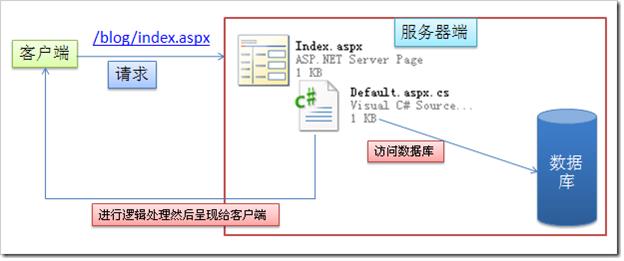 客户端
/blog/index.aspx
请求
服务器端
Index.aspx
ASP.NET Server Page
1 KB
Default.aspx.cs
Visual C# Source...
1 KB
访问数据库
数据
库
进行逻辑处理然后呈现给客户端
C#